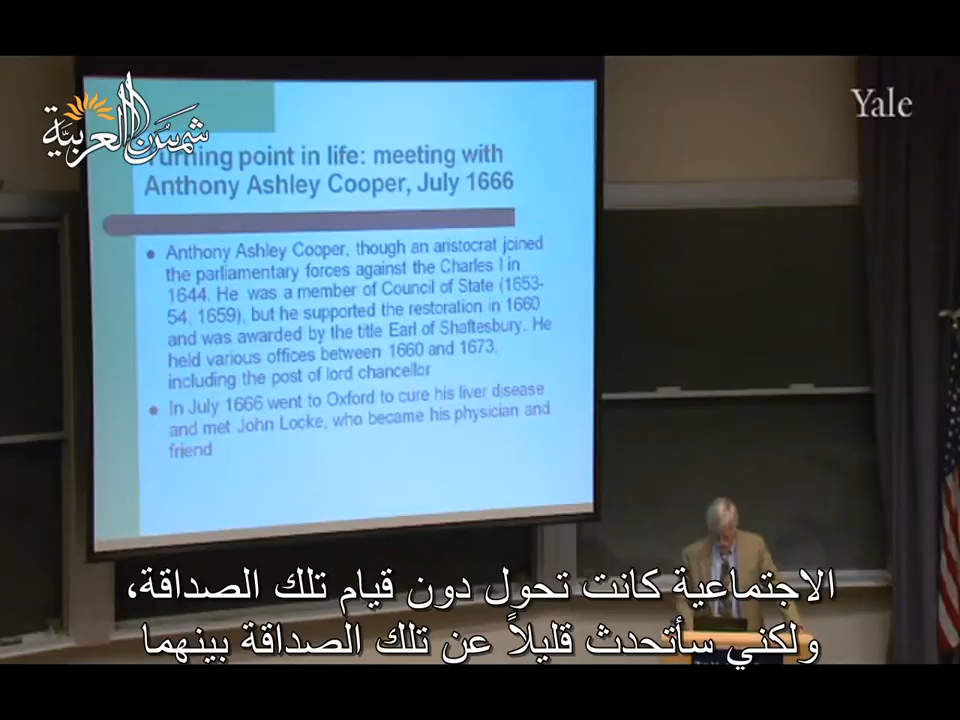 شمس العربية
Yale
Turning point in life: meeting with
Anthony Ashley Cooper, July 1666
• Anthony Ashley Cooper, though an aristocrat joined
the parliamentary forces against the Charles I in
1644. He was a member of Council of State (1653-
54, 1659), but he supported the restoration in 1660
and was awarded by the title Earl of Shaftesbury. He
held various offices between 1660 and 1673,
including the post of lord chancellor
• In July 1666 went to Oxford to cure his liver disease
and met John Locke, who became his physician and
friend
الاجتماعية كانت تحول دون قيام تلك الصداقة،
ولكني سأتحدث قليلاً عن تلك الصداقة بينهما